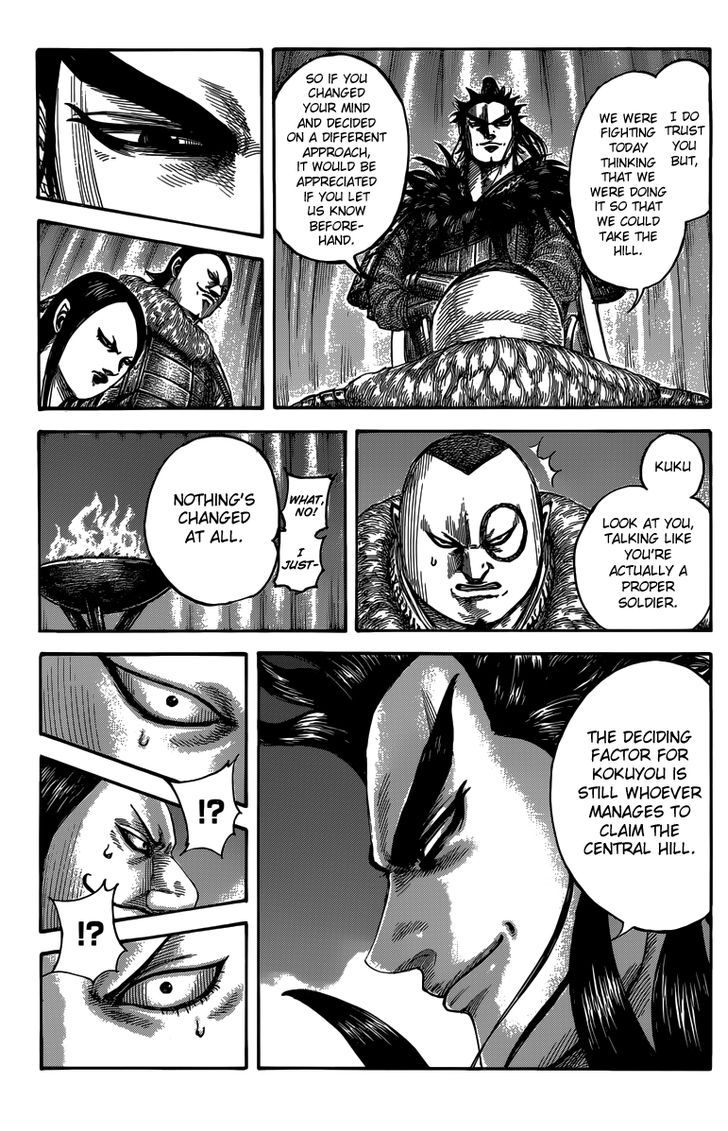 I DO
TRUST
YOU
BUT,
WE WERE
FIGHTING
TODAY
THINKING
THAT WE
WERE DOING
IT SO THAT
WE COULD
TAKE THE
HILL.
SO IF YOU
CHANGED
YOUR MIND
AND DECIDED
ON A DIFFERENT
APPROACH,
IT WOULD BE
APPRECIATED
IF YOU LET
US KNOW
BEFORE-
HAND.
KUKU
LOOK AT YOU,
TALKING LIKE
YOU'RE
ACTUALLY A
PROPER
SOLDIER.
WHAT,
NO!
I
JUST-
NOTHING'S
CHANGED
AT ALL.
THE DECIDING
FACTOR FOR
KOKUYOU IS
STILL WHOEVER
MANAGES TO
CLAIM THE
CENTRAL HILL.
!?
!?